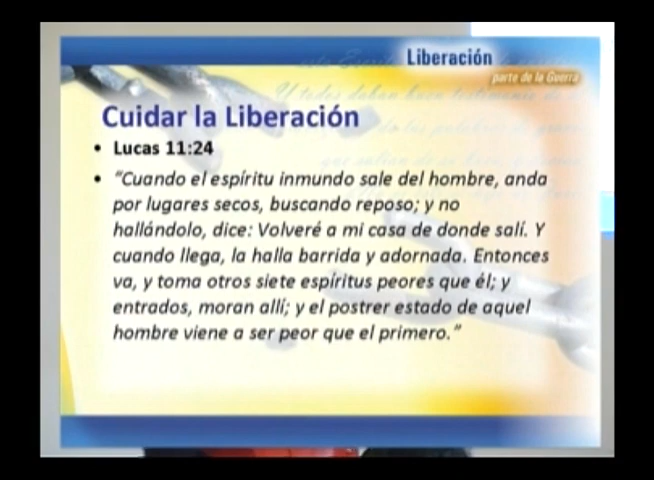 Liberación
parte de la Guerra
Cuidar la Liberación
• Lucas 11:24
• “Cuando el espíritu inmundo sale del hombre, anda
por lugares secos, buscando reposo; y no
hallándolo, dice: Volveré a mi casa de donde salí. Y
cuando llega, la halla barrida y adornada. Entonces
va, y toma otros siete espíritus peores que él; y
entrados, moran allí; y el postrer estado de aquel
hombre viene a ser peor que el primero.”